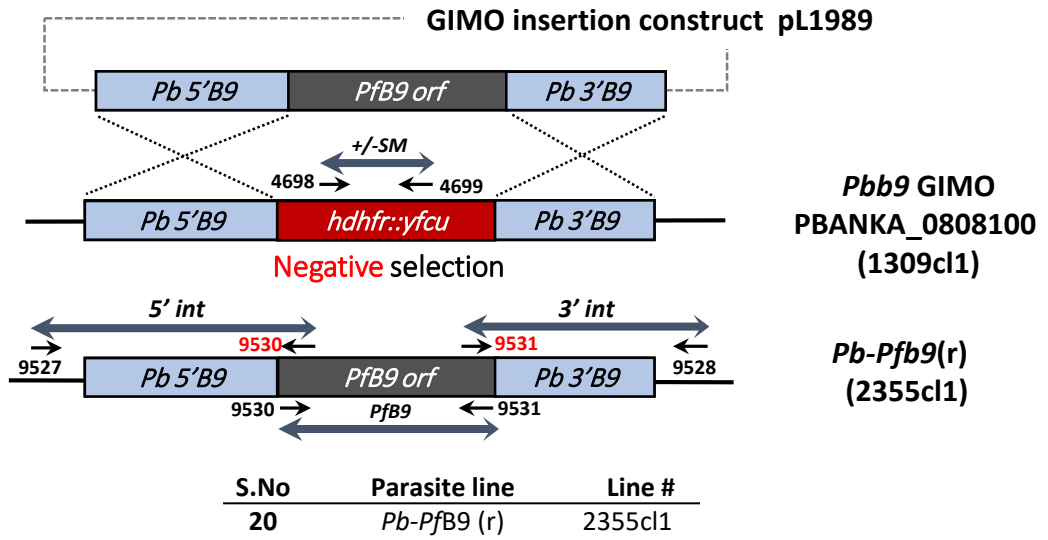 GIMO insertion construct pL1989
Pb 5'B9 PfB9 orf Pb 3'B9
+/-SM
4698 4699
Pb 5'B9 hdhfr::yfcu Pb 3'B9
Pbb9 GIMO
PBANKA_0808100
(1309cl1)
Negative selection
5' int 3' int
9530 9531
9527 9528
Pb 5'B9 PfB9 orf Pb 3'B9
Pb-Pfb9(r)
(2355cl1)
9530 PfB9 9531
S.No Parasite line Line #
20 Pb-PfB9 (r) 2355cl1